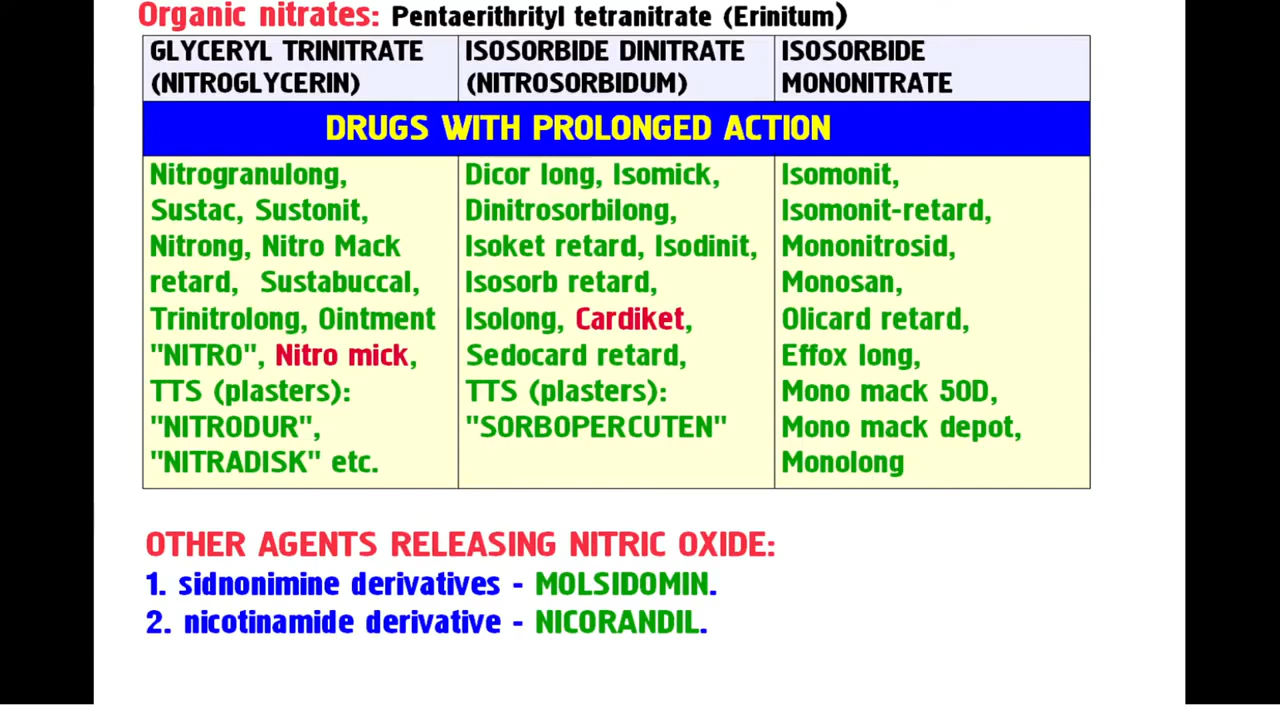 Organic nitrates: Pentaerithrityl tetranitrate (Erinitum)
GLYCERYL TRINITRATE
(NITROGLYCERIN)
ISOSORBIDE DINITRATE
(NITROSORBIDUM)
ISOSORBIDE
MONONITRATE
DRUGS WITH PROLONGED ACTION
Nitrogranulong,
Sustac, Sustonit,
Nitrong, Nitro Mack
retard, Sustabuccal,
Trinitrolong, Ointment
"NITRO", Nitro mick,
TTS (plasters):
"NITRODUR",
"NITRADISK" etc.
Dicor long, Isomick,
Dinitrosorbilong,
Isoket retard, Isodinit,
Isosorb retard,
Isolong, Cardiket,
Sedocard retard,
TTS (plasters):
"SORBOPERCUTEN"
Isomonit,
Isomonit-retard,
Mononitrosid,
Monosan,
Olicard retard,
Effox long,
Mono mack 50D,
Mono mack depot,
Monolong
OTHER AGENTS RELEASING NITRIC OXIDE:
1. sidnonimine derivatives - MOLSIDOMIN.
2. nicotinamide derivative - NICORANDIL.